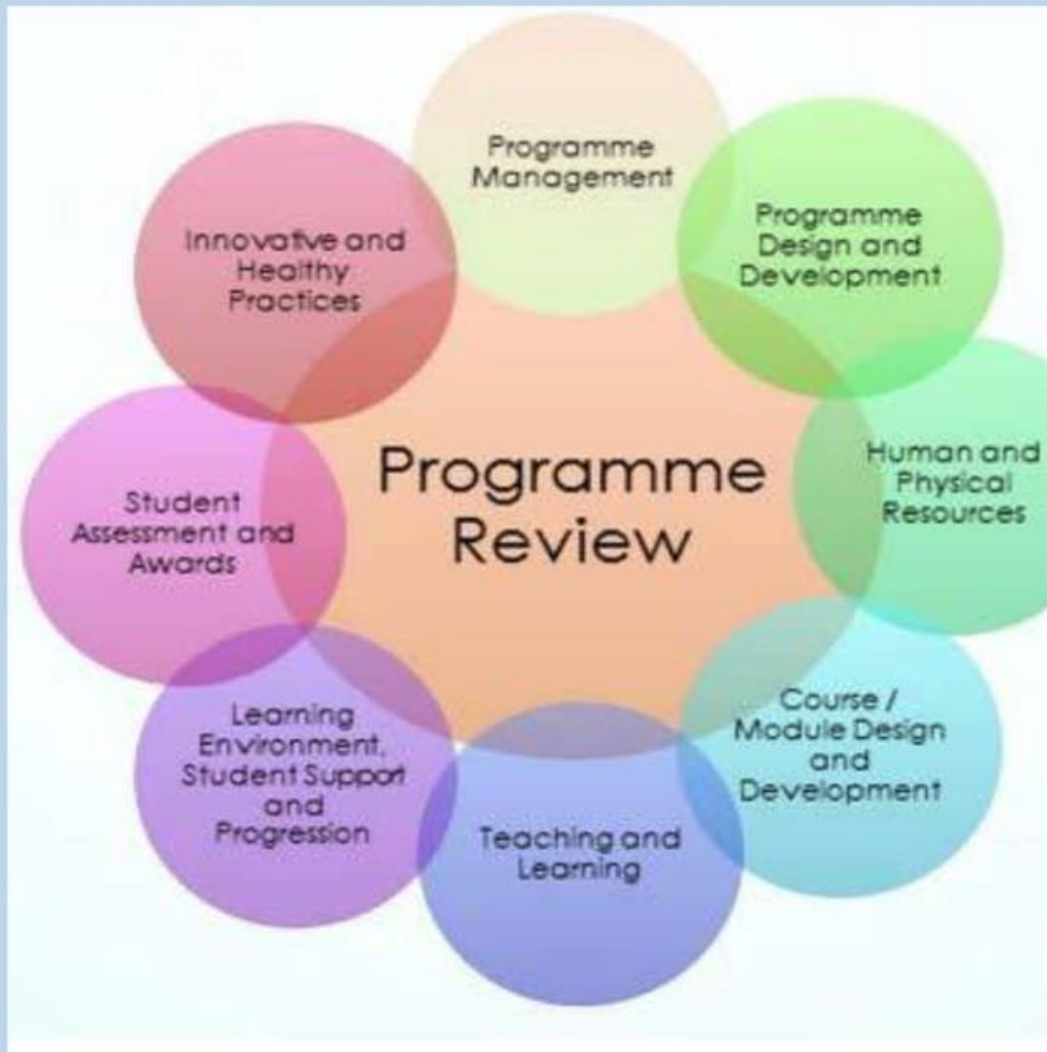 Programme
Management
Programme
Design and
Development
Human and
Physical
Resources
Course /
Module Design
and
Development
Teaching and
Learning
Learning
Environment,
Student Support
and
Progression
Student
Assessment and
Awards
Innovative and
Healthy
Practices
Programme
Review